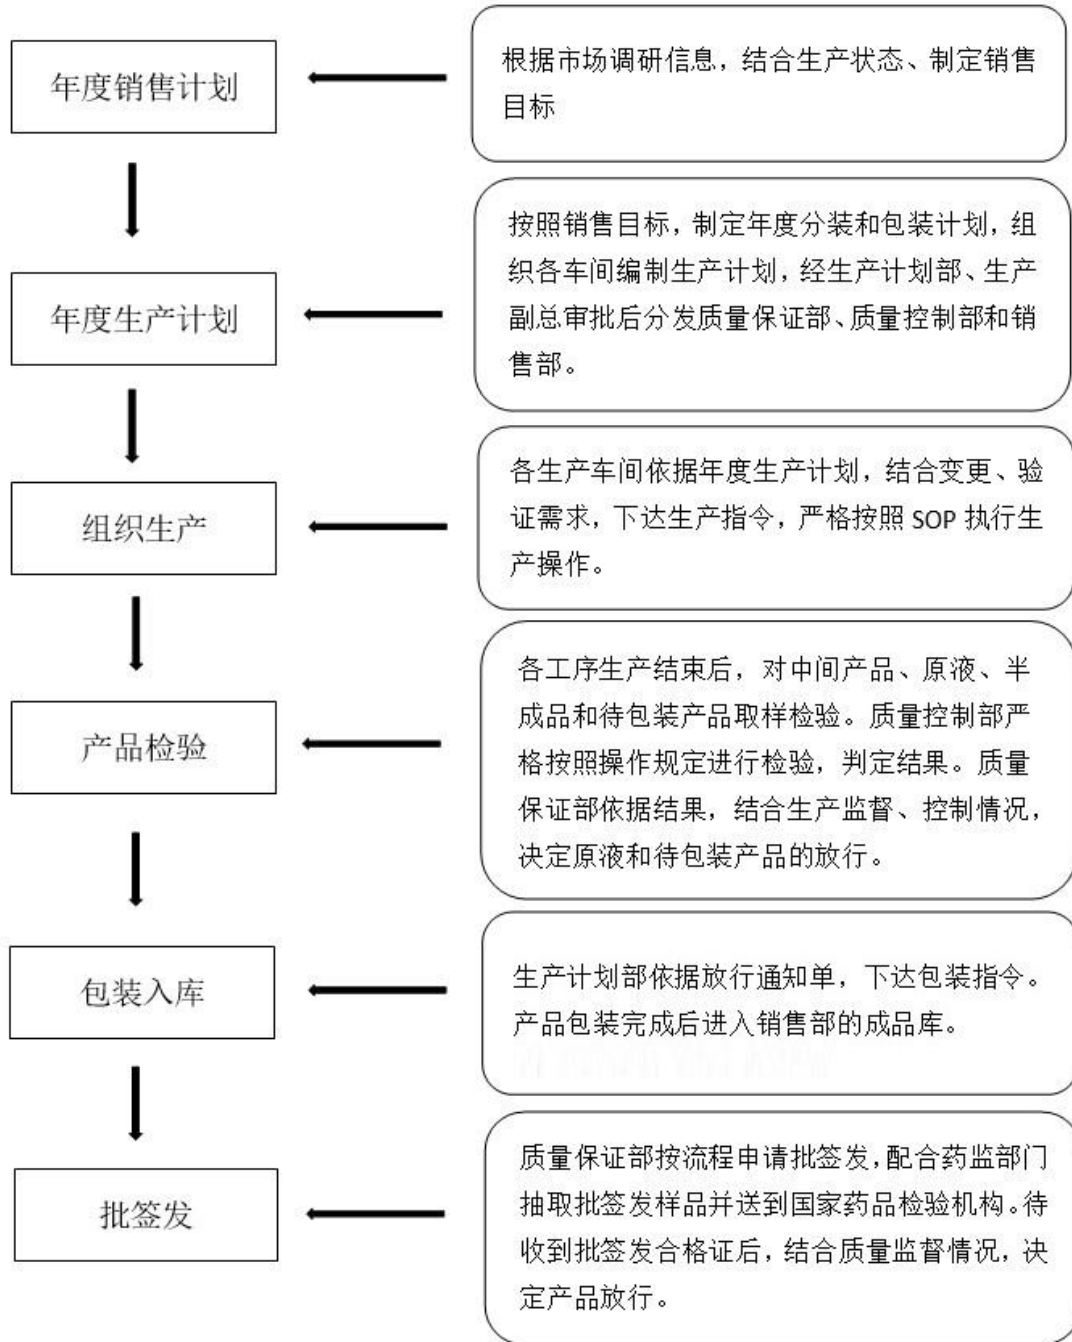 年度销售计划
根据市场调研信息，结合生产状态、制定销售
目标
年度生产计划
按照销售目标，制定年度分装和包装计划，组
织各车间编制生产计划，经生产计划部、生产
副总审批后分发质量保证部、质量控制部和销
售部。
组织生产
各生产车间依据年度生产计划，结合变更、验
证需求，下达生产指令，严格按照 SOP 执行生
产操作。
产品检验
各工序生产结束后，对中间产品、原液、半
成品和待包装产品取样检验。质量控制部严
格按照操作规定进行检验，判定结果。质量
保证部依据结果，结合生产监督、控制情况，
决定原液和待包装产品的放行。
包装入库
生产计划部依据放行通知单，下达包装指令。
产品包装完成后进入销售部的成品库。
批签发
质量保证部按流程申请批签发，配合药监部门
抽取批签发样品并送到国家药品检验机构。待
收到批签发合格证后，结合质量监督情况，决
定产品放行。